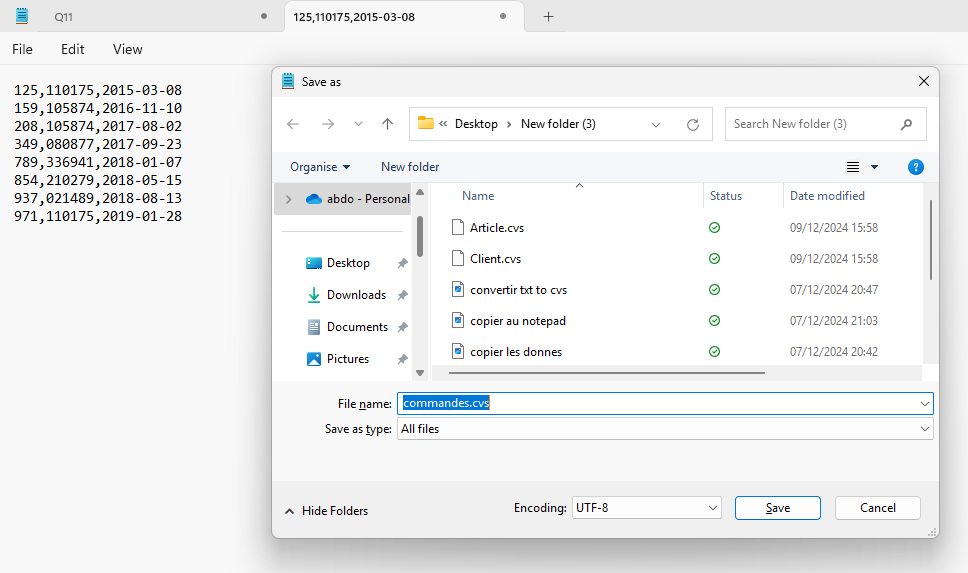 Q11
125,110175,2015-03-08
File Edit View
125,110175,2015-03-08
159,105874,2016-11-10
208,105874,2017-08-02
349,080877,2017-09-23
789,336941,2018-01-07
854,210279,2018-05-15
937,021489,2018-08-13
971,110175,2019-01-28
Save as
« Desktop > New folder (3)
Search New folder (3)
Organise New folder
?
abdo - Personal
Desktop
Downloads
Documents
Pictures
Name Status Date modified
Article.cvs 09/12/2024 15:58
Client.cvs 09/12/2024 15:58
convertir txt to cvs 07/12/2024 20:47
copier au notepad 07/12/2024 21:03
copier les donnes 07/12/2024 20:42
File name: commandes.cvs
Save as type: All files
Hide Folders
Encoding: UTF-8
Save
Cancel